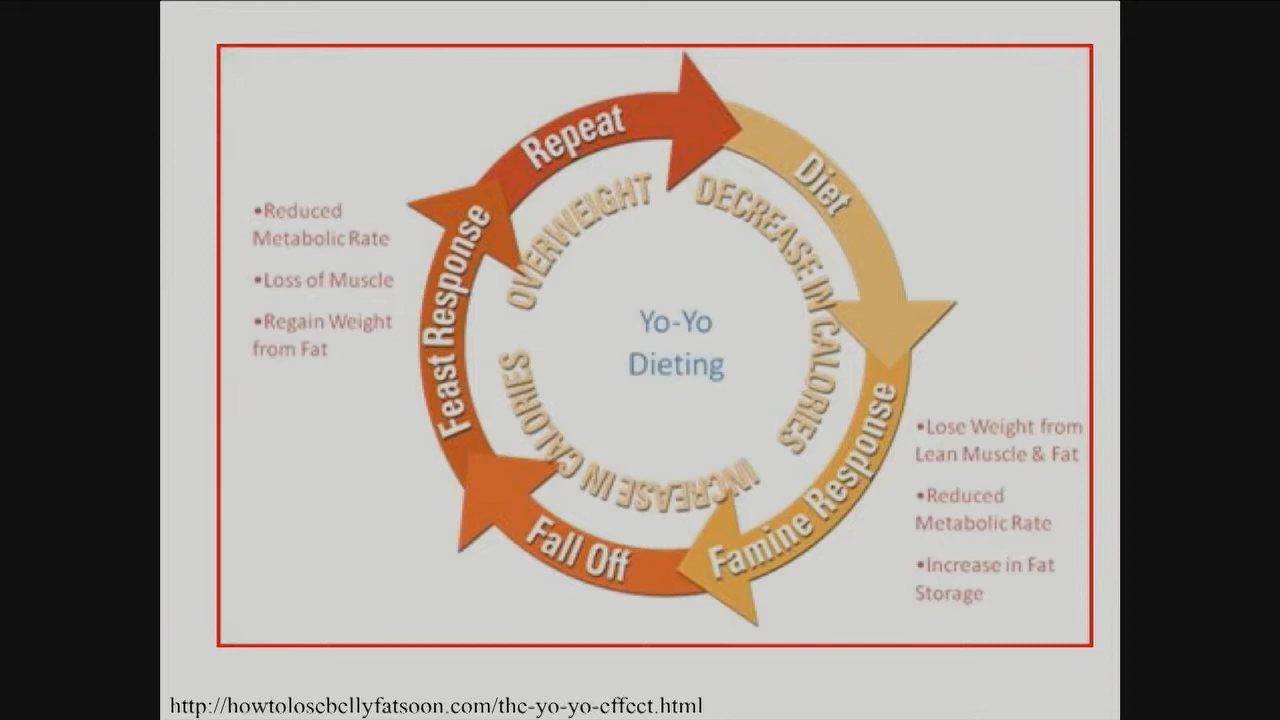 Repeat
Diet
OVERWEIGHT
DECREASE IN CALORIES
•Reduced
Metabolic Rate
•Loss of Muscle
•Regain Weight
from Fat
Feast Response
Yo-Yo
Dieting
INCREASE IN CALORIES
Famine Response
Fall Off
•Lose Weight from
Lean Muscle & Fat
•Reduced
Metabolic Rate
•Increase in Fat
Storage
http://howtolosebellyfatsoon.com/the-yo-yo-effect.html